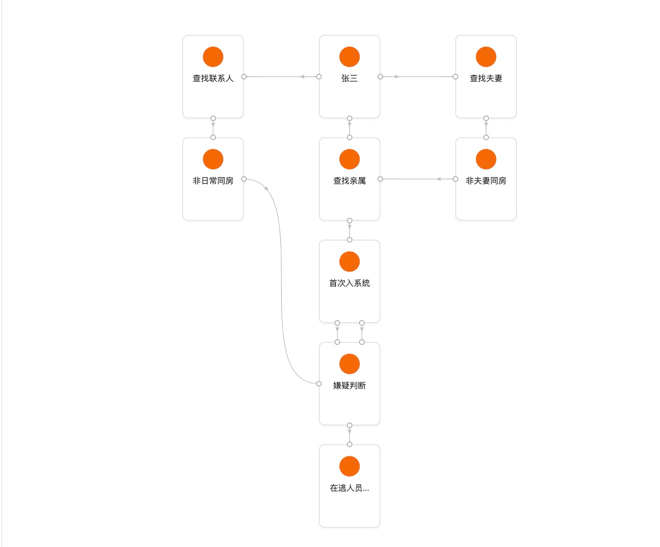 查找联系人
张三
查找夫妻
非日常同房
查找亲属
非夫妻同房
首次入系统
嫌疑判断
在逃人员...